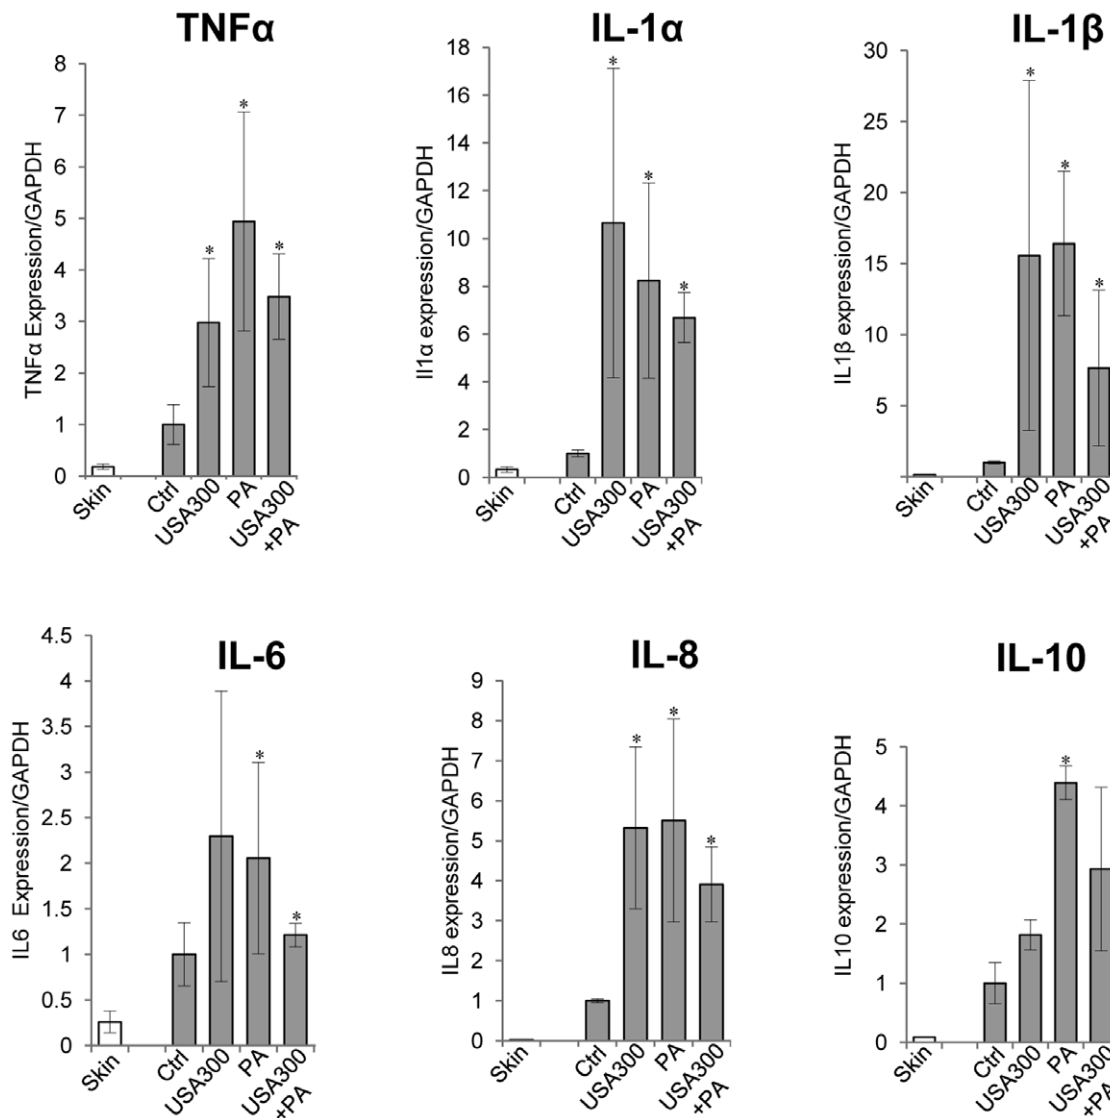 TNFα
TNFα Expression/GAPDH
8
7
6
5
4
3
2
1
0
*
*
*
Skin
Ctrl
USA300
PA
USA300
+PA
IL-1α
Il1α expression/GAPDH
18
16
14
12
10
8
6
4
2
0
*
*
*
Skin
Ctrl
USA300
PA
USA300
+PA
IL-1β
IL1β expression/GAPDH
30
25
20
15
10
5
*
*
*
Skin
Ctrl
USA300
PA
USA300
+PA
IL-6
IL6 Expression/GAPDH
4.5
4
3.5
3
2.5
2
1.5
1
0.5
0
*
*
Skin
Ctrl
USA300
PA
USA300
+PA
IL-8
IL8 expression/GAPDH
9
8
7
6
5
4
3
2
1
0
*
*
*
Skin
Ctrl
USA300
PA
USA300
+PA
IL-10
IL10 expression/GAPDH
5
4
3
2
1
0
*
Skin
Ctrl
USA300
PA
USA300
+PA